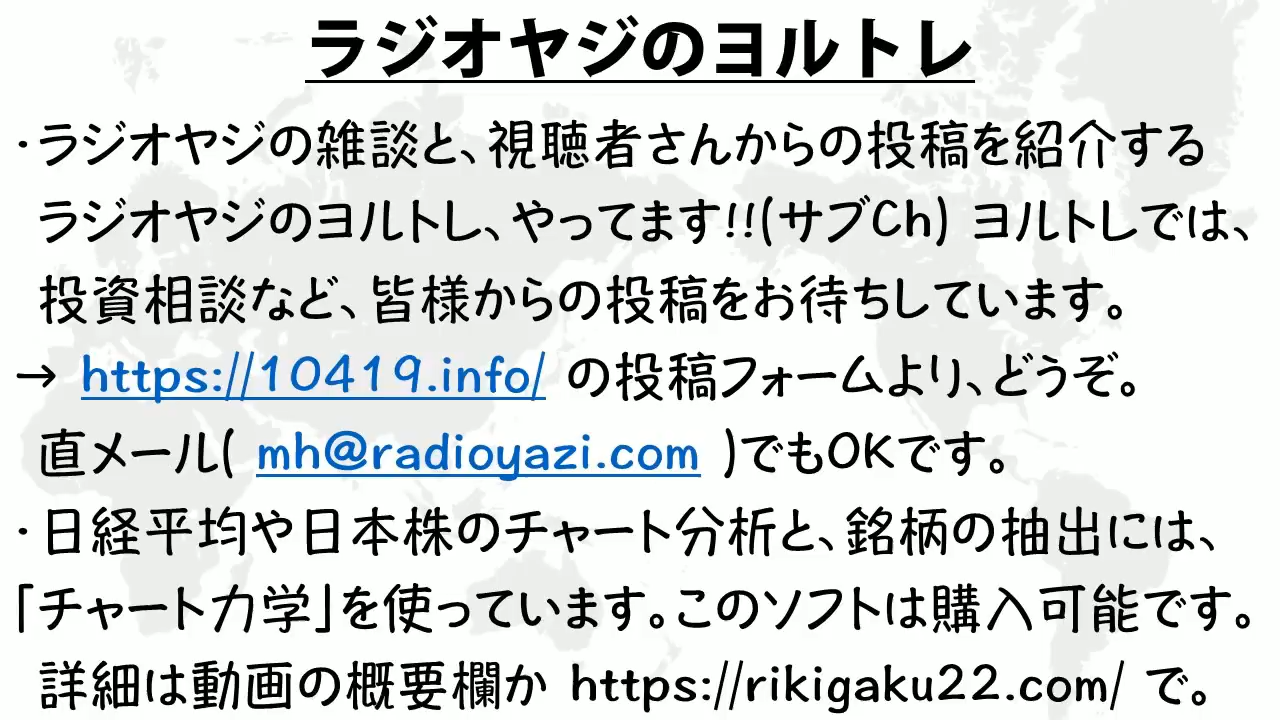 ラジオヤジのヨルトレ
・ラジオヤジの雑談と、視聴者さんからの投稿を紹介する
ラジオヤジのヨルトレ、やってます!!(サブCh) ヨルトレでは、
投資相談など、皆様からの投稿をお待ちしています。
→ https://10419.info/ の投稿フォームより、どうぞ。
直メール( mh@radioyazi.com )でもOKです。
・日経平均や日本株のチャート分析と、銘柄の抽出には、
「チャート力学」を使っています。このソフトは購入可能です。
詳細は動画の概要欄か https://rikigaku22.com/ で。